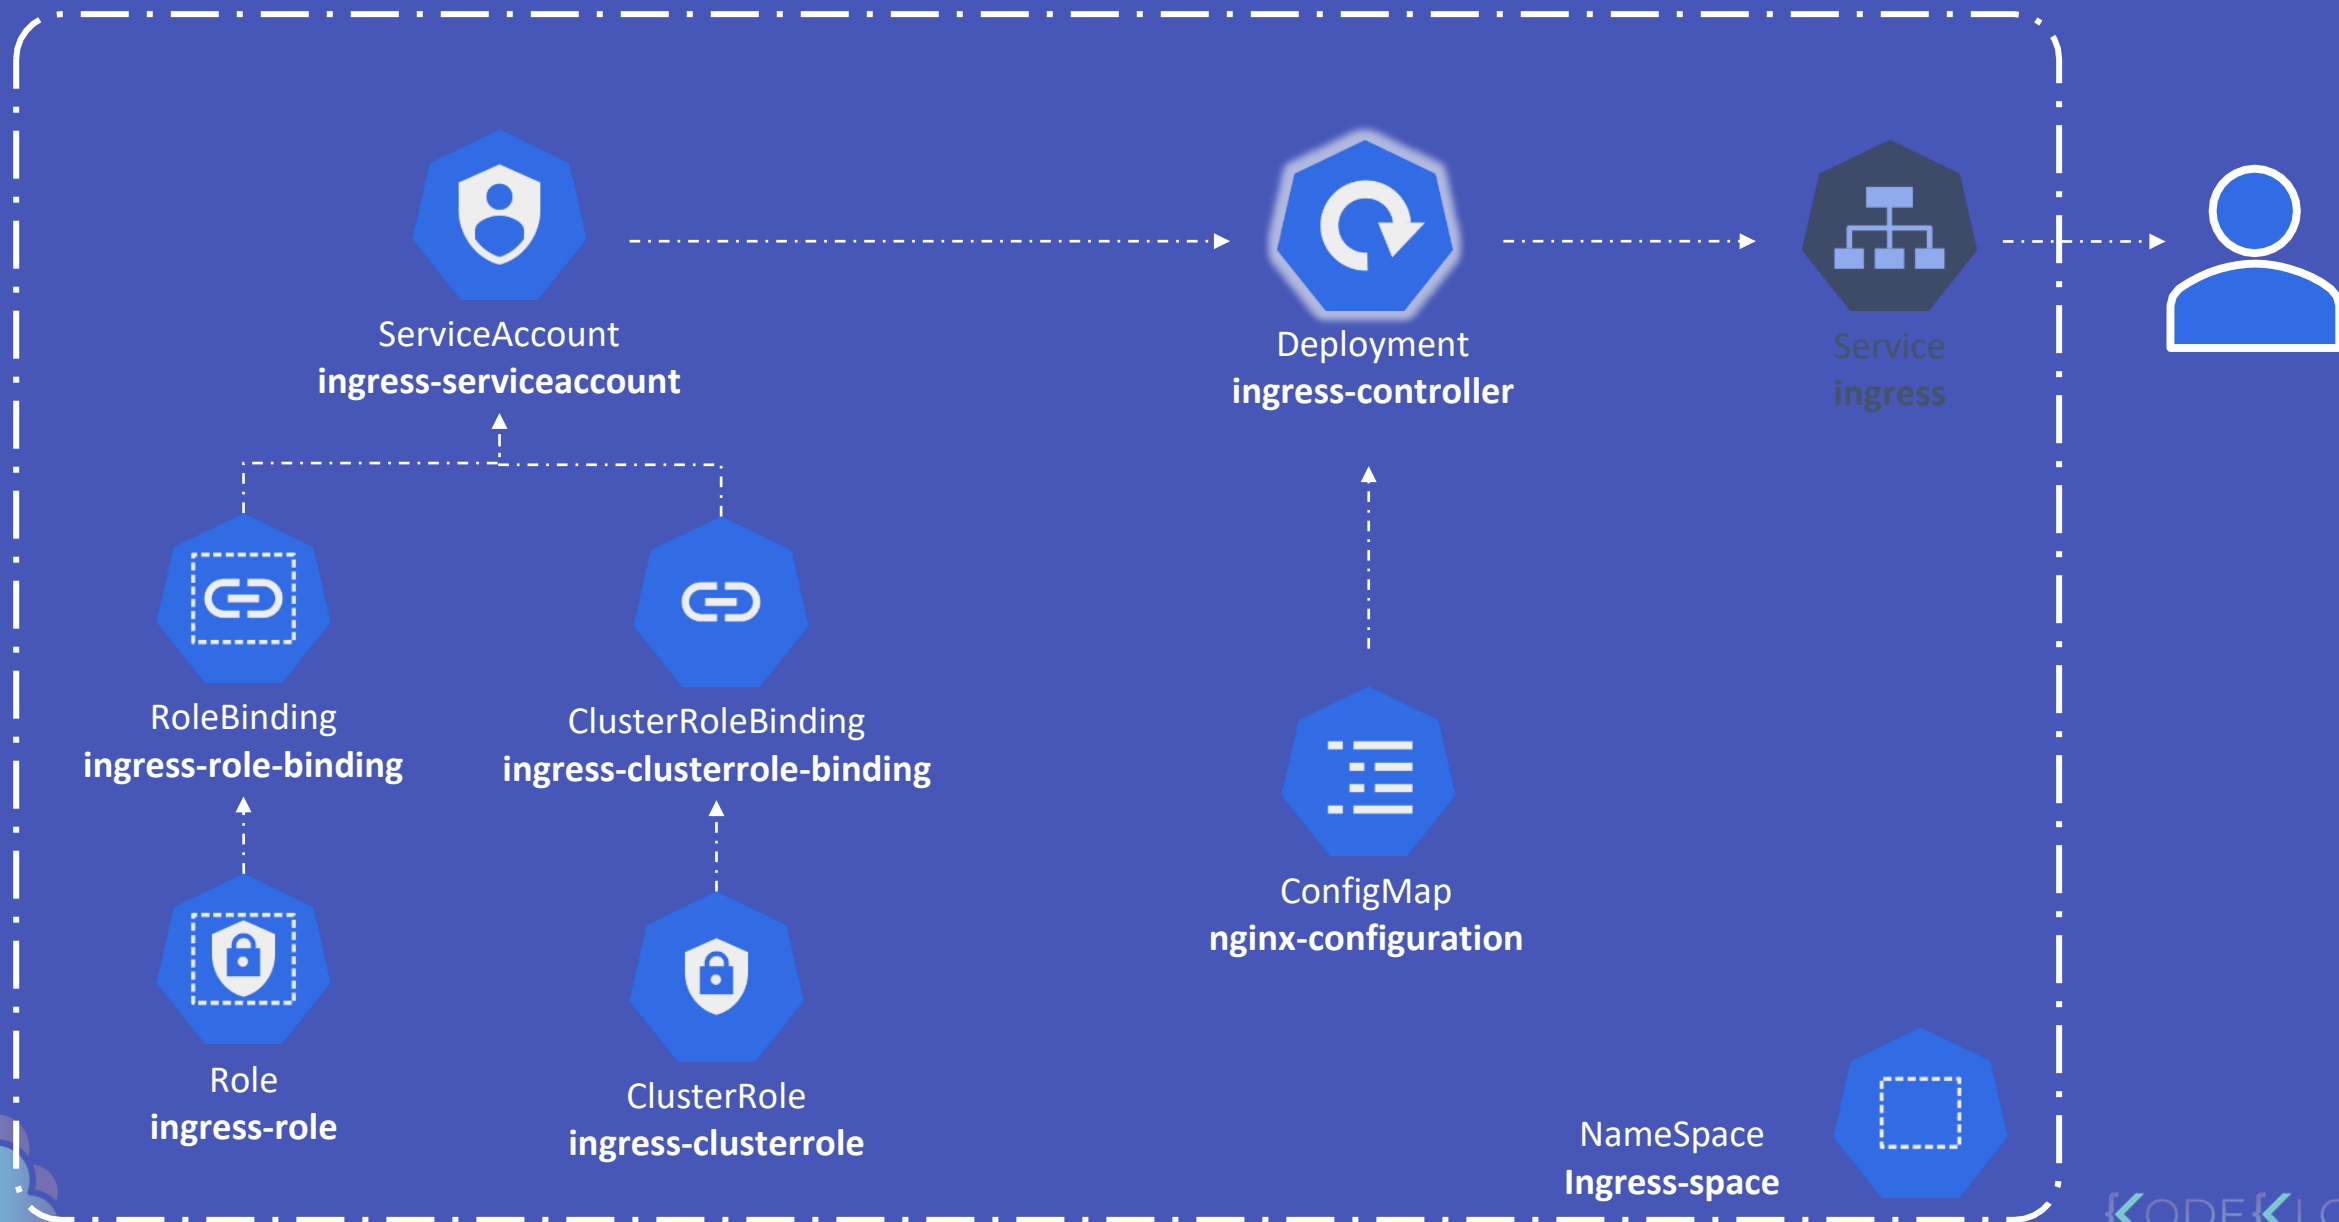 ServiceAccount
ingress-serviceaccount
Deployment
ingress-controller
Service
ingress
RoleBinding
ingress-role-binding
ClusterRoleBinding
ingress-clusterrole-binding
ConfigMap
nginx-configuration
Role
ingress-role
ClusterRole
ingress-clusterrole
NameSpace
Ingress-space